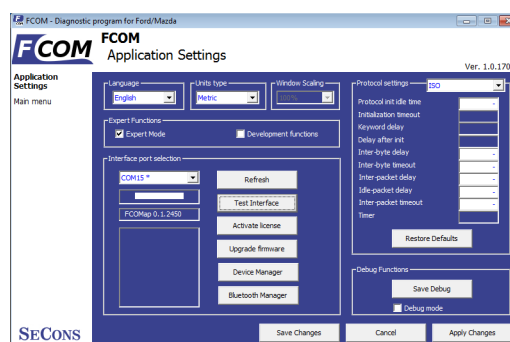 FCOM - Diagnostic program for Ford/Mazda
FCOM
FCOM
Application Settings
Ver. 1.0.170
Application
Settings
Main menu
Language
English
Units type
Metric
Window Scaling
100%
Expert Functions
Expert Mode
Development functions
Interface port selection
COM15 *
Refresh
Test Interface
FCOMap 0.1.2450
Activate license
Upgrade firmware
Device Manager
Bluetooth Manager
Protocol settings
ISO
Protocol init idle time
-
Initialization timeout
Keyword delay
Delay after init
Inter-byte delay
-
Inter-byte timeout
-
Inter-packet delay
-
Idle-packet delay
-
Inter-packet timeout
-
Timer
Restore Defaults
Debug Functions
Save Debug
Debug mode
SECONS
Save Changes
Cancel
Apply Changes